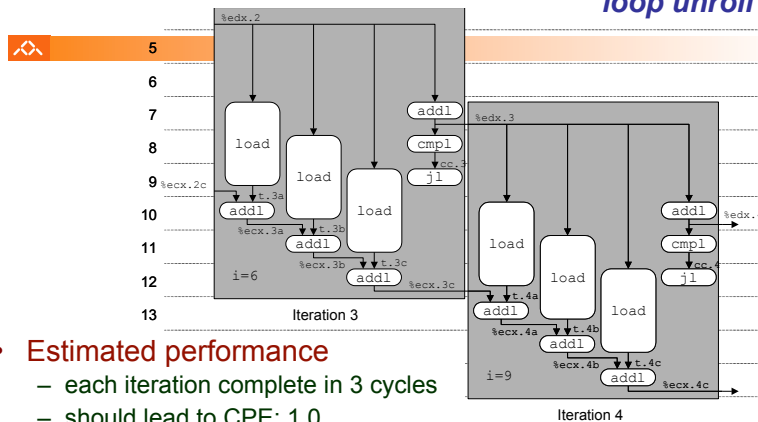 loop unroll
%edx.2
5
6
7
addl
%edx.3
8
load
cmpl
load
cc.3
9
%ecx.2c
load
jl
t.3a
10
addl
addl
%edx.
%ecx.3a
t.3b
load
11
addl
load
cmpl
%ecx.3b
t.3c
cc.4
12
i=6
addl
%ecx.3c
load
jl
t.4a
13
Iteration 3
addl
%ecx.4a
t.4b
addl
• Estimated performance
%ecx.4b
t.4c
– each iteration complete in 3 cycles
i=9
addl
%ecx.4c
– should lead to CPE: 1.0
Iteration 4